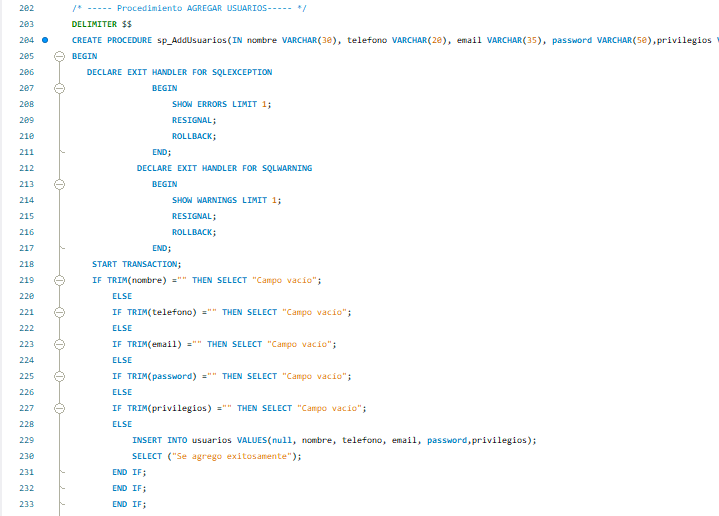 202 /* ----- Procedimiento AGREGAR USUARIOS----- */
203 DELIMITER $$
204 CREATE PROCEDURE sp_AddUsuarios(IN nombre VARCHAR(30), telefono VARCHAR(20), email VARCHAR(35), password VARCHAR(50),privilegios
205 BEGIN
206 DECLARE EXIT HANDLER FOR SQLEXCEPTION
207 BEGIN
208 SHOW ERRORS LIMIT 1;
209 RESIGNAL;
210 ROLLBACK;
211 END;
212 DECLARE EXIT HANDLER FOR SQLWARNING
213 BEGIN
214 SHOW WARNINGS LIMIT 1;
215 RESIGNAL;
216 ROLLBACK;
217 END;
218 START TRANSACTION;
219 IF TRIM(nombre) ="" THEN SELECT "Campo vacio";
220 ELSE
221 IF TRIM(telefono) ="" THEN SELECT "Campo vacio";
222 ELSE
223 IF TRIM(email) ="" THEN SELECT "Campo vacio";
224 ELSE
225 IF TRIM(password) ="" THEN SELECT "Campo vacio";
226 ELSE
227 IF TRIM(privilegios) ="" THEN SELECT "Campo vacio";
228 ELSE
229 INSERT INTO usuarios VALUES(null, nombre, telefono, email, password,privilegios);
230 SELECT ("Se agrego exitosamente");
231 END IF;
232 END IF;
233 END IF;